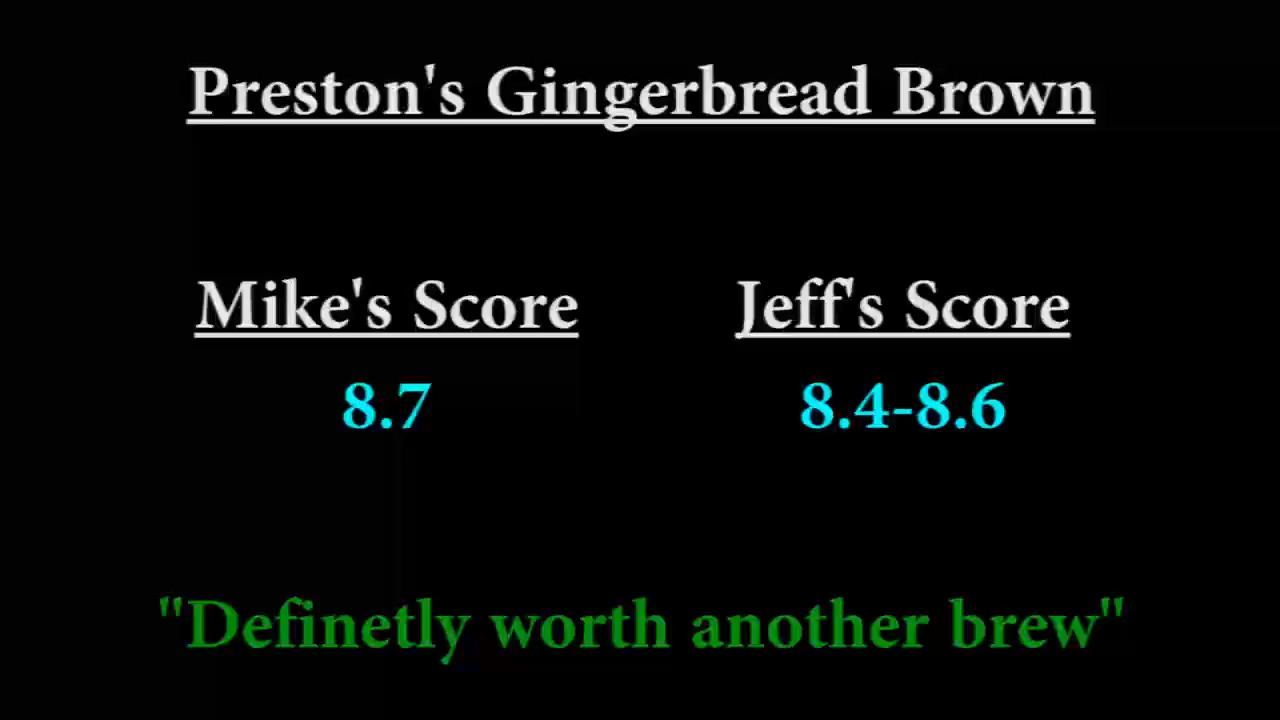 Preston's Gingerbread Brown
Mike's Score
Jeff's Score
8.7
8.4-8.6
"Definetly worth another brew"